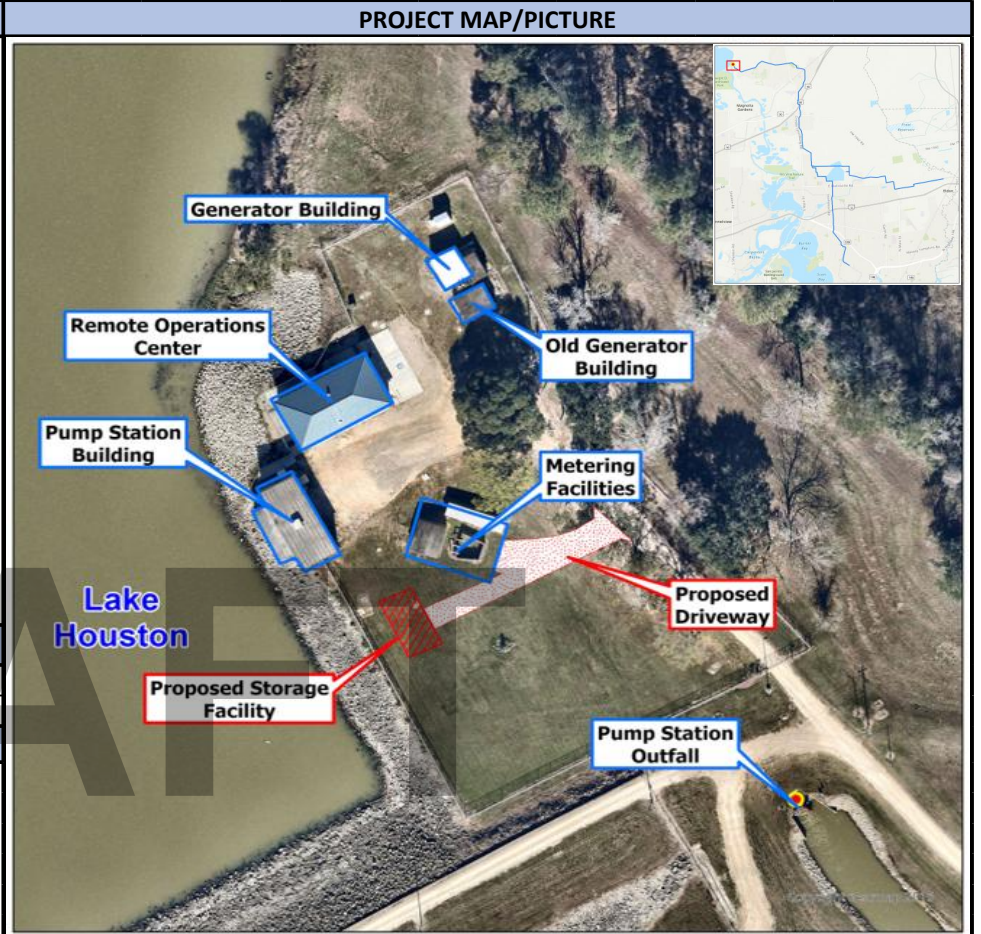 PROJECT MAP/PICTURE
Generator Building
Remote Operations
Center
Old Generator
Building
Pump Station
Building
Metering
Facilities
Lake
Houston
Proposed
Driveway
Proposed Storage
Facility
Pump Station
Outfall
AFT